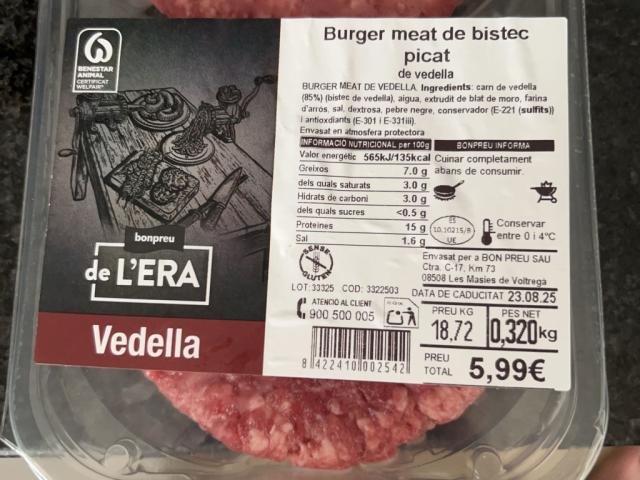 BENESTAR
ANIMAL
CERTIFICAT
WELFAIR™
bonpreu
de L'ERA
Vedella
Burger meat de bistec
picat
de vedella
BURGER MEAT DE VEDELLA. Ingredients: carn de vedella
(85%) (bistec de vedella), aigua, extrudit de blat de moro, farina
d'arros, sal, dextrosa, pebre negre, conservador (E-221 (sulfits))
i antioxidants (E-301 i E-331iii).
Envasat en atmosfera protectora
INFORMACIO NUTRICIONAL per 100g
Valor energètic 565kJ/135kcal
Greixos 7.0 g
dels quals saturats 3.0 g
Hidrats de carboni 3.0 g
dels quals sucres <0.5 g
Proteines 15 g
Sal 1.6 g
BONPREU INFORMA
Cuinar completament
abans de consumir.
ES
10.10215/B
UE
Conservar
entre 0 i 4°C
SENSE
GLUTEN
Envasat per a BON PREU SAU
Ctra. C-17, Km 73
08508 Les Masies de Voltrega
LOT: 33325 COD: 3322503
DATA DE CADUCITAT 23.08.25
ATENCIÓ AL CLIENT
900 500 005
PREU KG
18,72
PES NET
0,320kg
PREU
TOTAL 5,99€
8 422410 002542